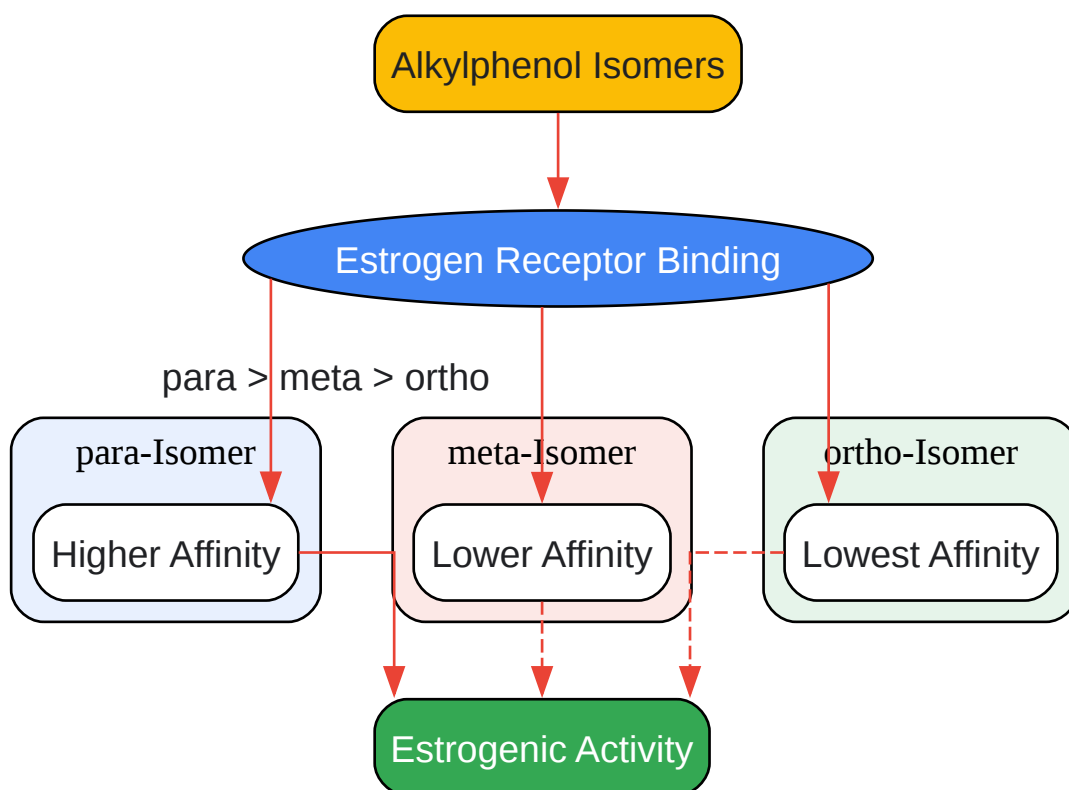 Alkylphenol Isomers
Estrogen Receptor Binding
para > meta > ortho
para-Isomer
meta-Isomer
ortho-Isomer
Higher Affinity
Lower Affinity
Lowest Affinity
Estrogenic Activity